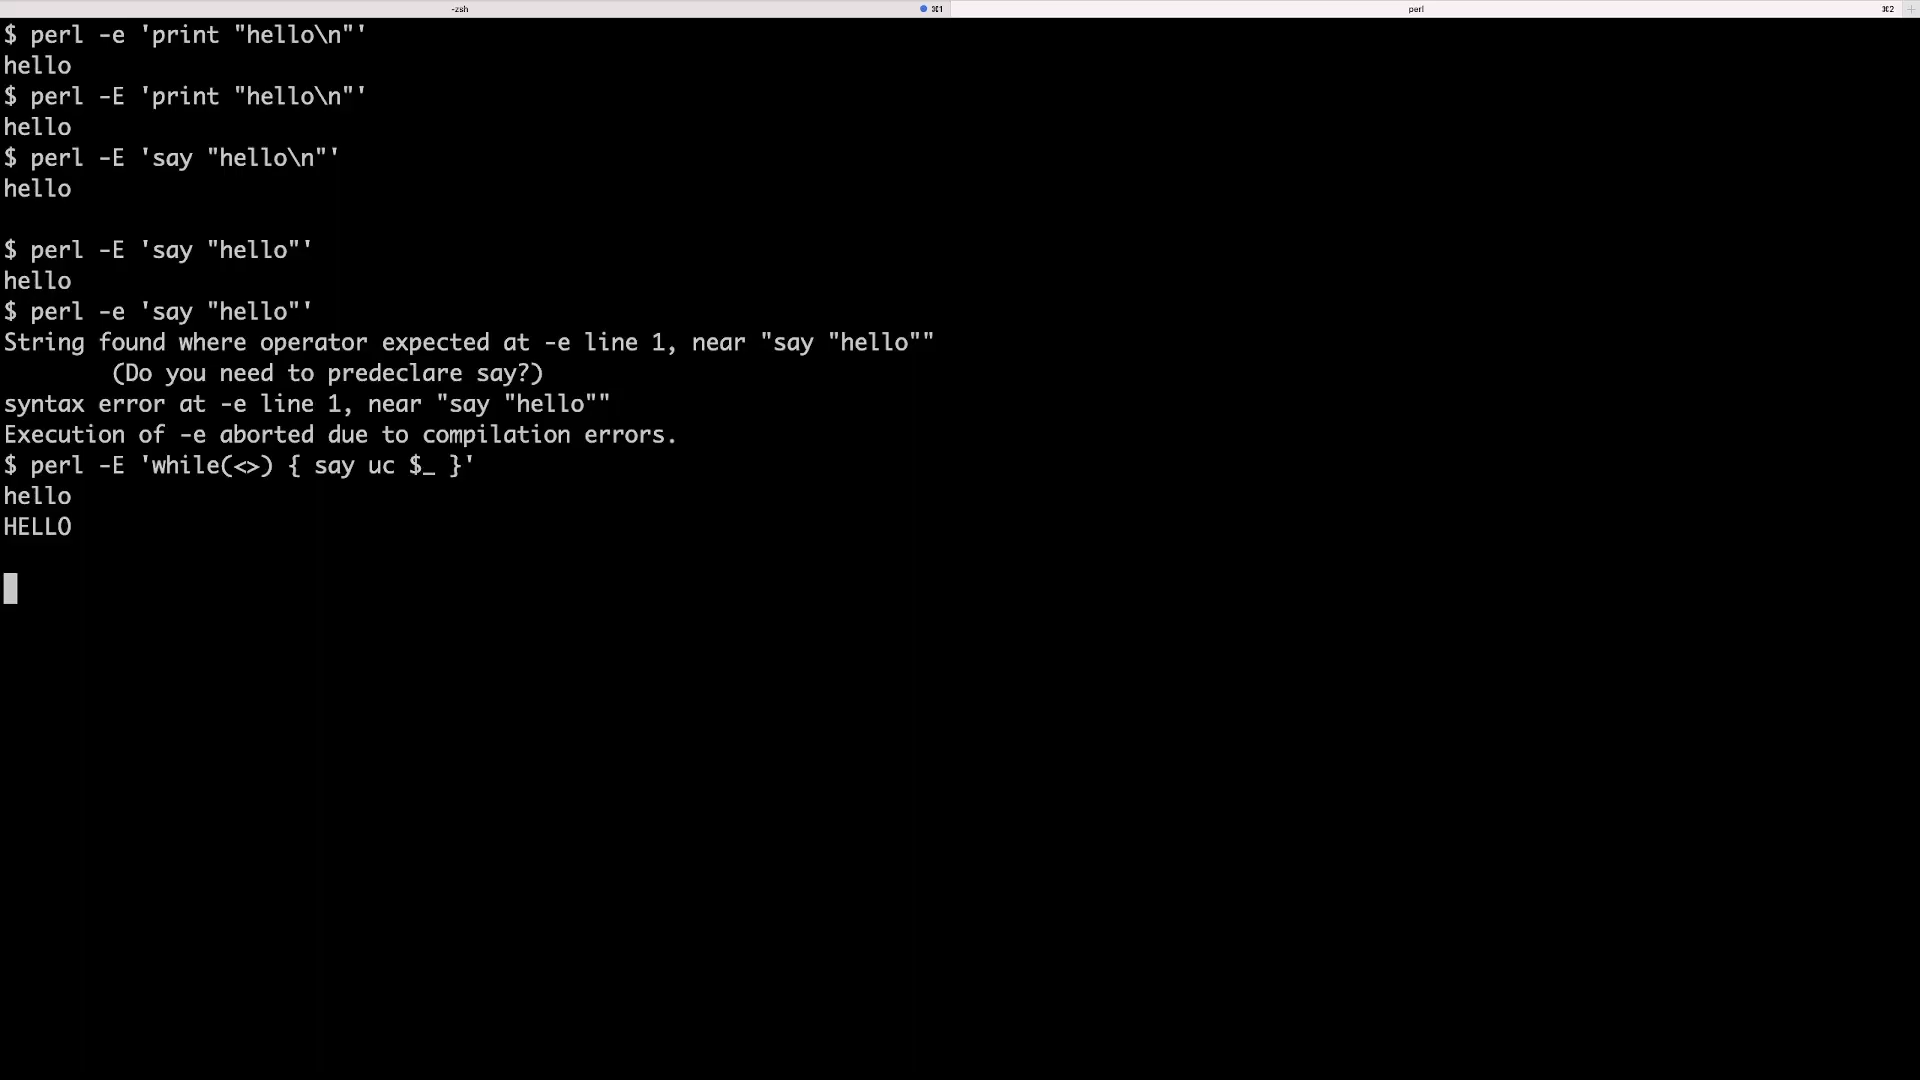 -zsh ⌘1 perl ⌘2 +
$ perl -e 'print "hello\n"'
hello
$ perl -E 'print "hello\n"'
hello
$ perl -E 'say "hello\n"'
hello
$ perl -E 'say "hello"'
hello
$ perl -e 'say "hello"'
String found where operator expected at -e line 1, near "say "hello""
(Do you need to predeclare say?)
syntax error at -e line 1, near "say "hello""
Execution of -e aborted due to compilation errors.
$ perl -E 'while(<>) { say uc $_ }'
hello
HELLO